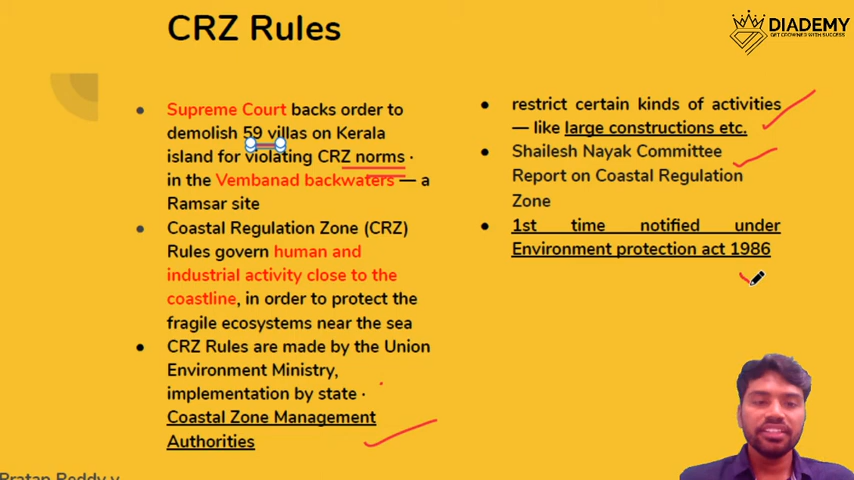 CRZ Rules
DIADEMY
GET CROWNED WITH SUCCESS
● Supreme Court backs order to
demolish 59 villas on Kerala
island for violating CRZ norms ·
in the Vembanad backwaters — a
Ramsar site
● Coastal Regulation Zone (CRZ)
Rules govern human and
industrial activity close to the
coastline, in order to protect the
fragile ecosystems near the sea
● CRZ Rules are made by the Union
Environment Ministry,
implementation by state ·
Coastal Zone Management
Authorities
● restrict certain kinds of activities
— like large constructions etc.
● Shailesh Nayak Committee
Report on Coastal Regulation
Zone
● 1st time notified under
Environment protection act 1986
Pratap Reddy y